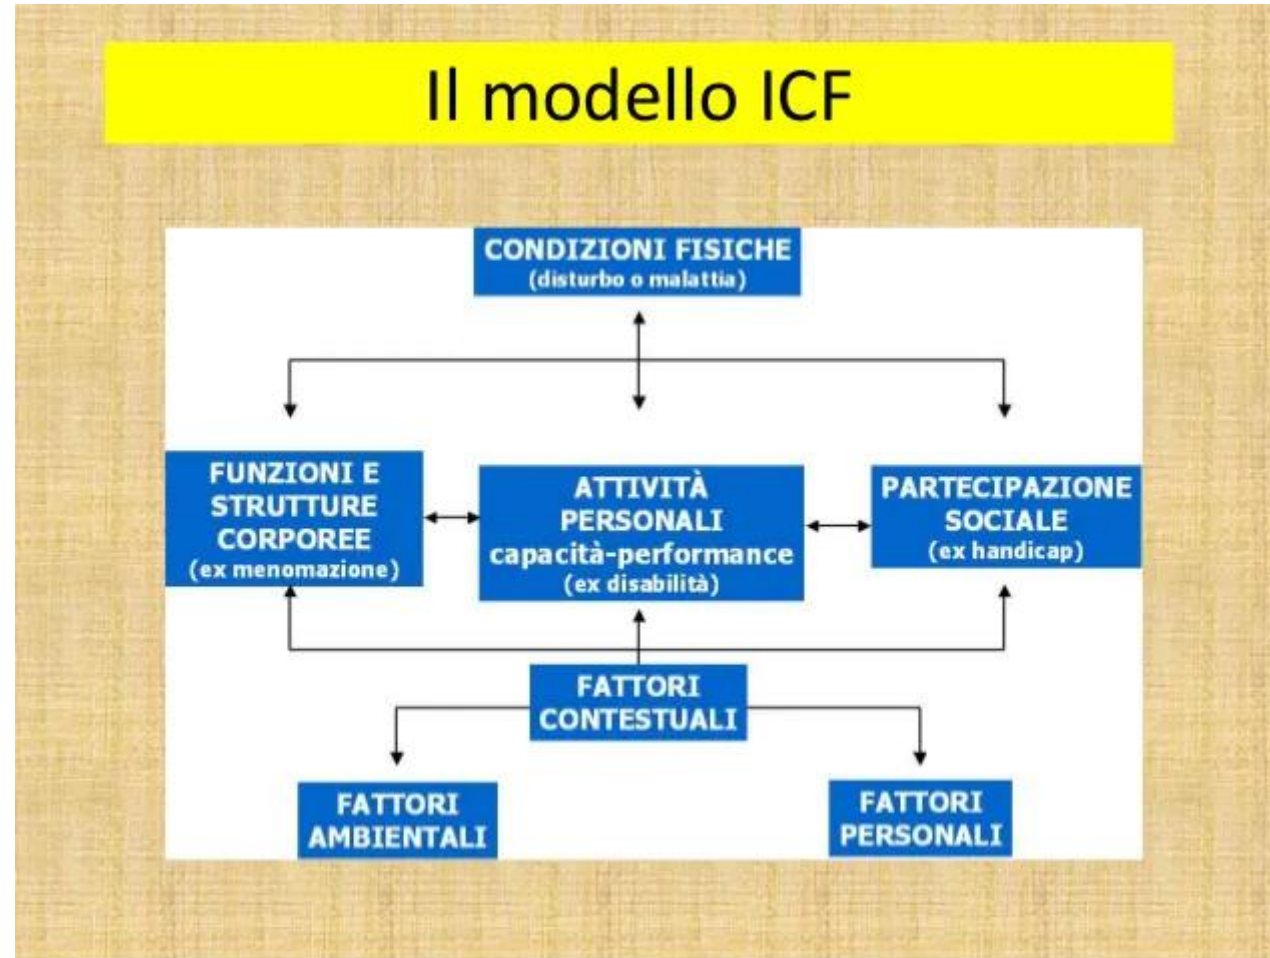 Il modello ICF
CONDIZIONI FISICHE
(disturbo o malattia)
FUNZIONI E
STRUTTURE
CORPOREE
(ex menomazione)
ATTIVITÀ
PERSONALI
capacità-performance
(ex disabilità)
PARTECIPAZIONE
SOCIALE
(ex handicap)
FATTORI
CONTESTUALI
FATTORI
AMBIENTALI
FATTORI
PERSONALI